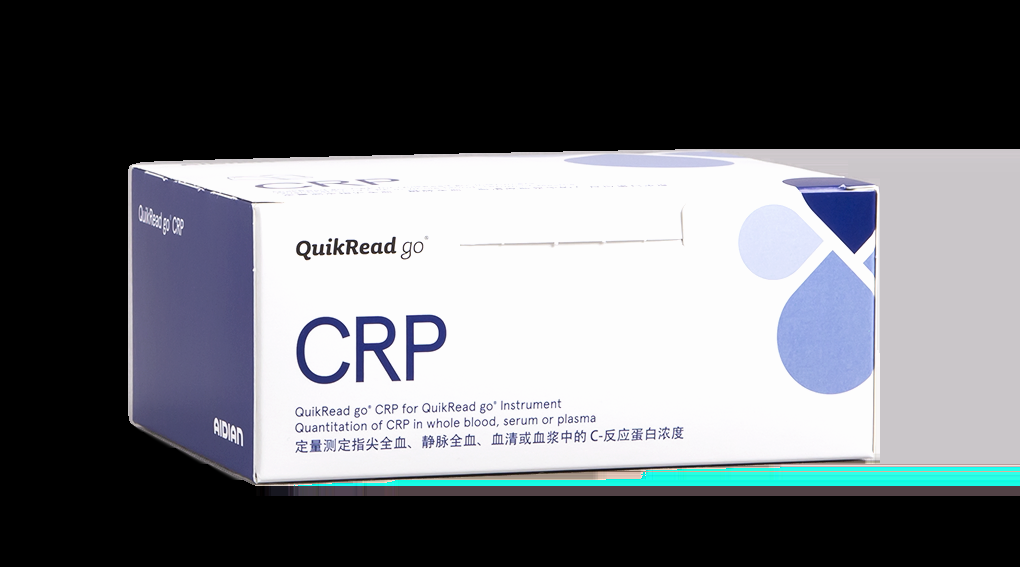 CRP
QuikRead go® CRP
QuikRead go®
CRP
QuikRead go® CRP for QuikRead go® Instrument
Quantitation of CRP in whole blood, serum or plasma
定量测定指尖全血、静脉全血、血清或血浆中的 C-反应蛋白浓度
AIDIAN